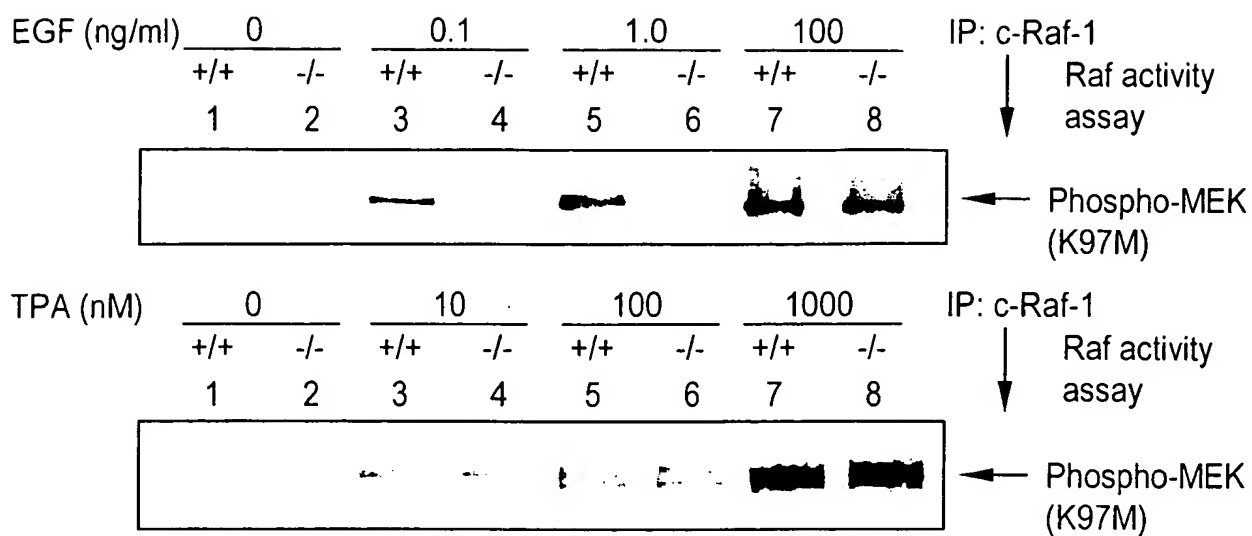 EGF (ng/ml) 0 0.1 1.0 100 IP: c-Raf-1
+/+ -/- +/+ -/- +/+ -/- +/+ -/- Raf activity
1 2 3 4 5 6 7 8 assay
Phospho-MEK
(K97M)
TPA (nM) 0 10 100 1000 IP: c-Raf-1
+/+ -/- +/+ -/- +/+ -/- +/+ -/- Raf activity
1 2 3 4 5 6 7 8 assay
Phospho-MEK
(K97M)